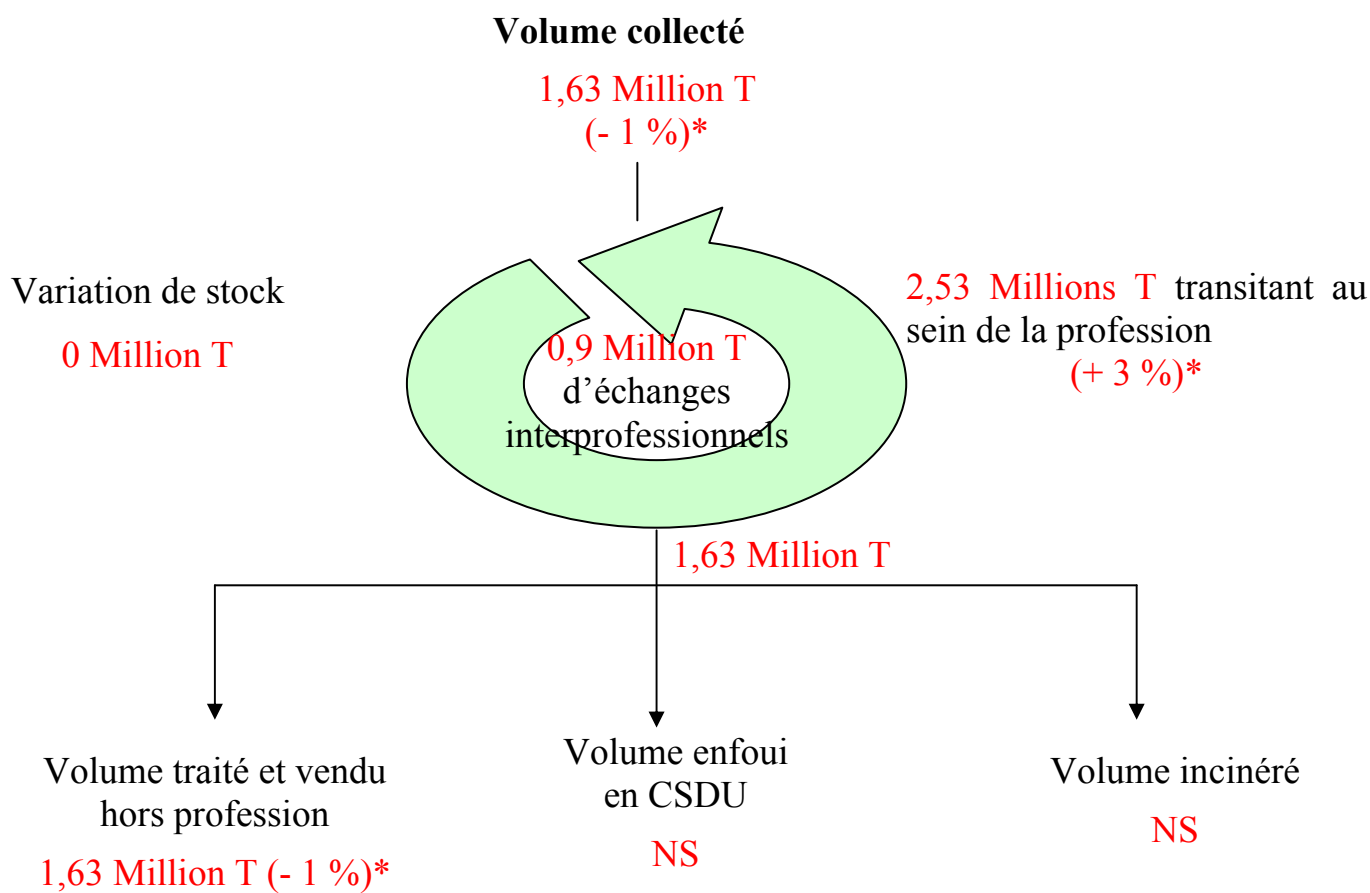 Volume collecté
1,63 Million T
(- 1 %)*
Variation de stock
0 Million T
2,53 Millions T transitant au
sein de la profession
(+ 3 %)*
0,9 Million T
d’échanges
interprofessionnels
1,63 Million T
Volume traité et vendu
hors profession
1,63 Million T (- 1 %)*
Volume enfoui
en CSDU
NS
Volume incinéré
NS